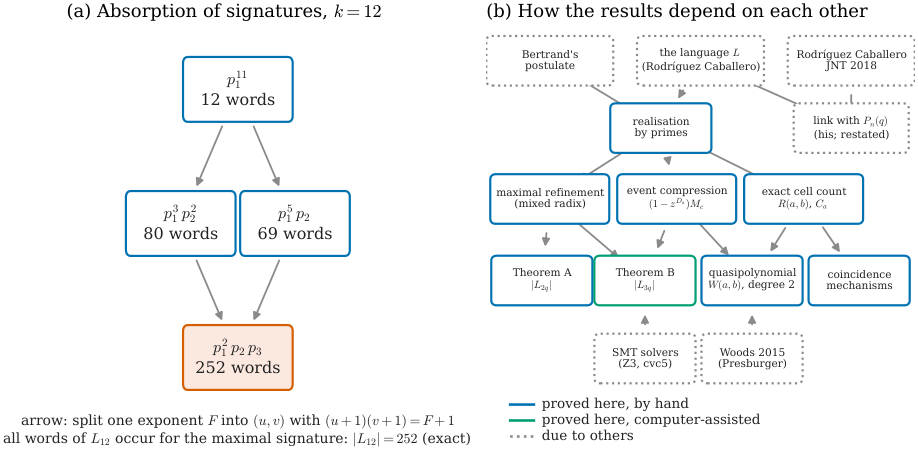 (a) Absorption of signatures, k = 12
p_1^{11}
12 words
p_1^3 p_2^2
80 words
p_1^5 p_2
69 words
p_1^2 p_2 p_3
252 words
arrow: split one exponent F into (u, v) with (u+1)(v+1) = F+1
all words of L_{12} occur for the maximal signature: |L_{12}| = 252 (exact)
(b) How the results depend on each other
Bertrand's
postulate
the language L
(Rodríguez Caballero)
Rodríguez Caballero
JNT 2018
realisation
by primes
link with P_n(q)
(his; restated)
maximal refinement
(mixed radix)
event compression
(1−z^{D_s})M_c
exact cell count
R(a, b), C_a
Theorem A
|L_{2q}|
Theorem B
|L_{3q}|
quasipolynomial
W(a, b), degree 2
coincidence
mechanisms
SMT solvers
(Z3, cvc5)
Woods 2015
(Presburger)
proved here, by hand
proved here, computer-assisted
due to others